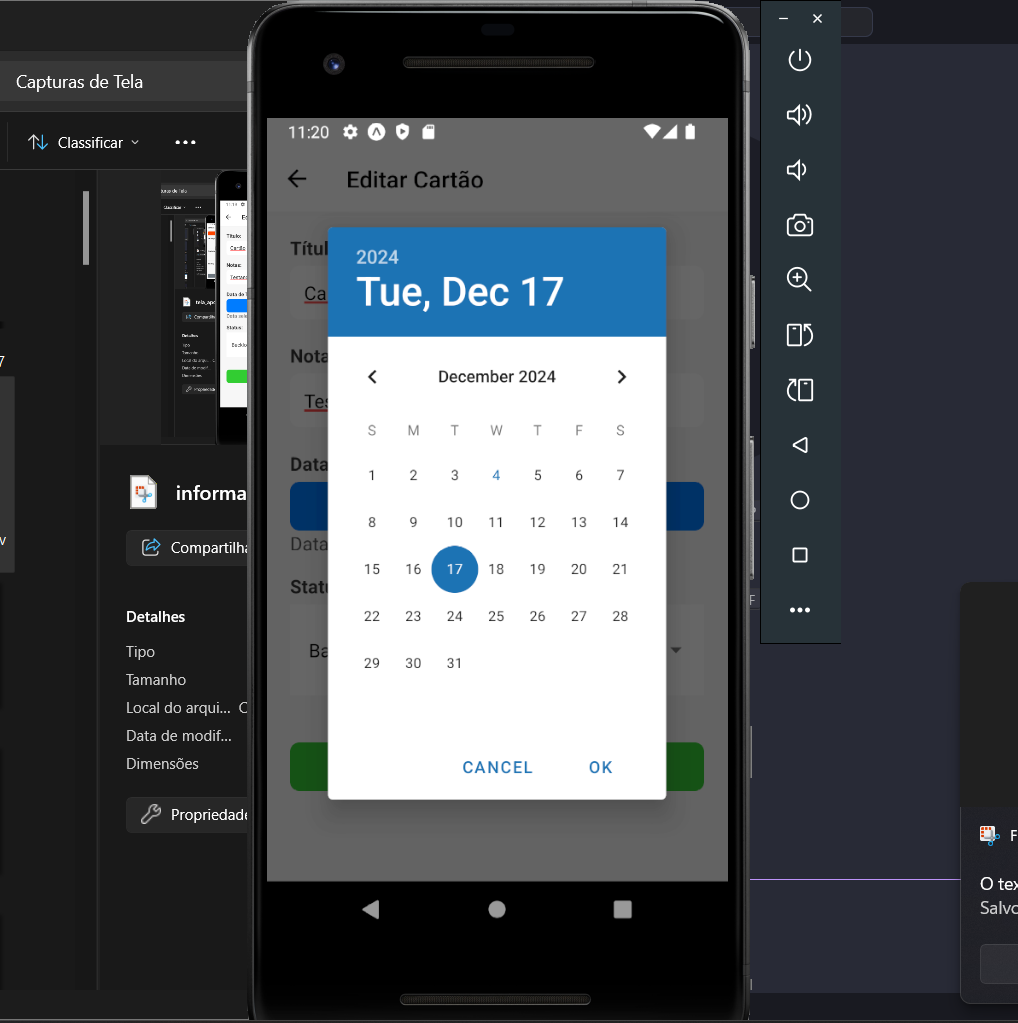 Capturas de Tela
Classificar
informa
Compartilha
Detalhes
Tipo
Tamanho
Local do arqui...
Data de modif...
Dimensões
Propriedade
11:20
Editar Cartão
Títul
Ca
Nota
Tes
Data
Data
Statu
Ba
2024
Tue, Dec 17
December 2024
S M T W T F S
1 2 3 4 5 6 7
8 9 10 11 12 13 14
15 16 17 18 19 20 21
22 23 24 25 26 27 28
29 30 31
CANCEL OK
F
O tex
Salvo